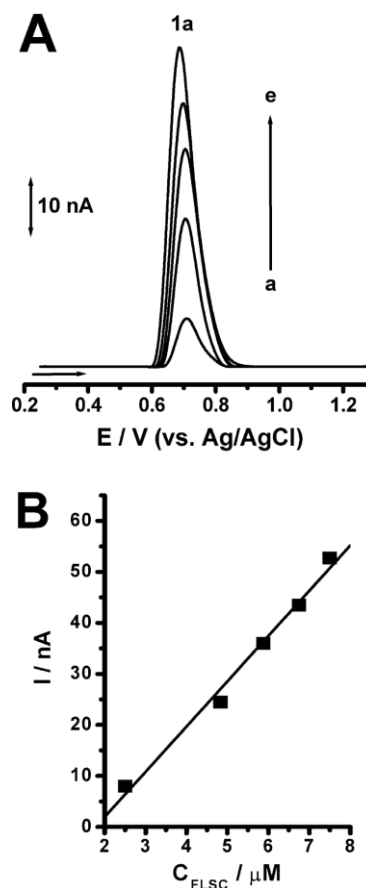 A
1a
e
10 nA
a
0.2 0.4 0.6 0.8 1.0 1.2
E / V (vs. Ag/AgCl)
B
60
50
40
30
20
10
0
I / nA
2 3 4 5 6 7 8
C_FLSC / μM